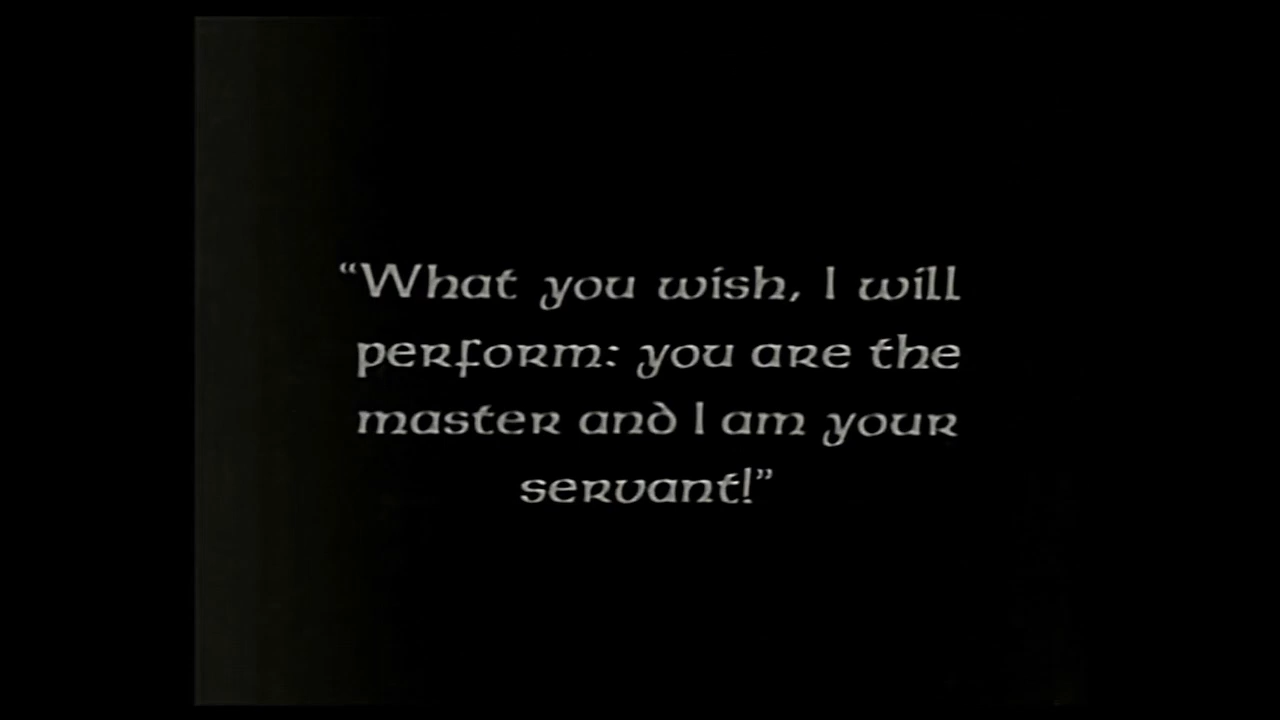 “What you wish, I will
perform: you are the
master and I am your
servant!”